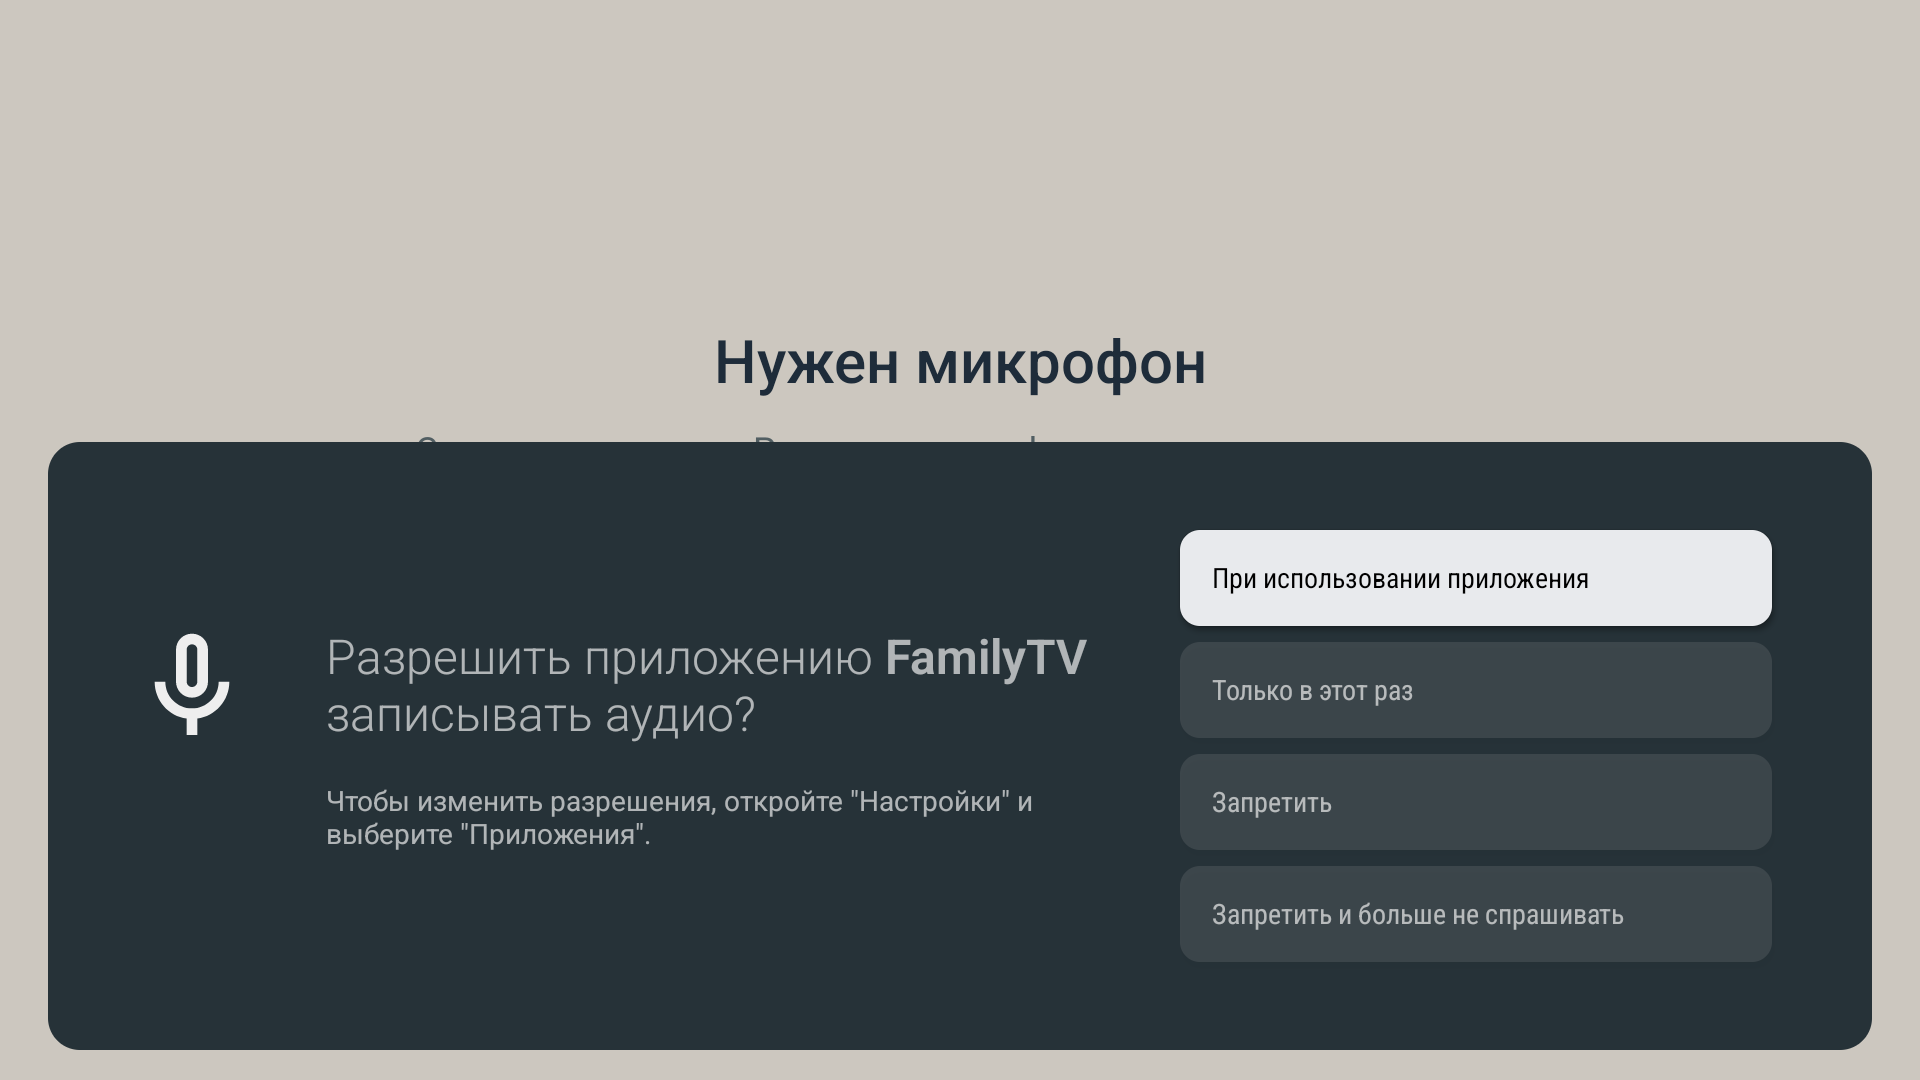 Нужен микрофон
Разрешить приложению FamilyTV
записывать аудио?
Чтобы изменить разрешения, откройте "Настройки" и
выберите "Приложения".
При использовании приложения
Только в этот раз
Запретить
Запретить и больше не спрашивать